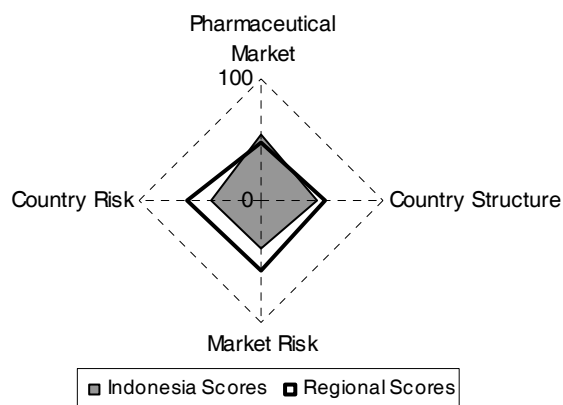 Pharmaceutical
Market
100
Country Risk
0
Country Structure
Market Risk
Indonesia Scores
Regional Scores